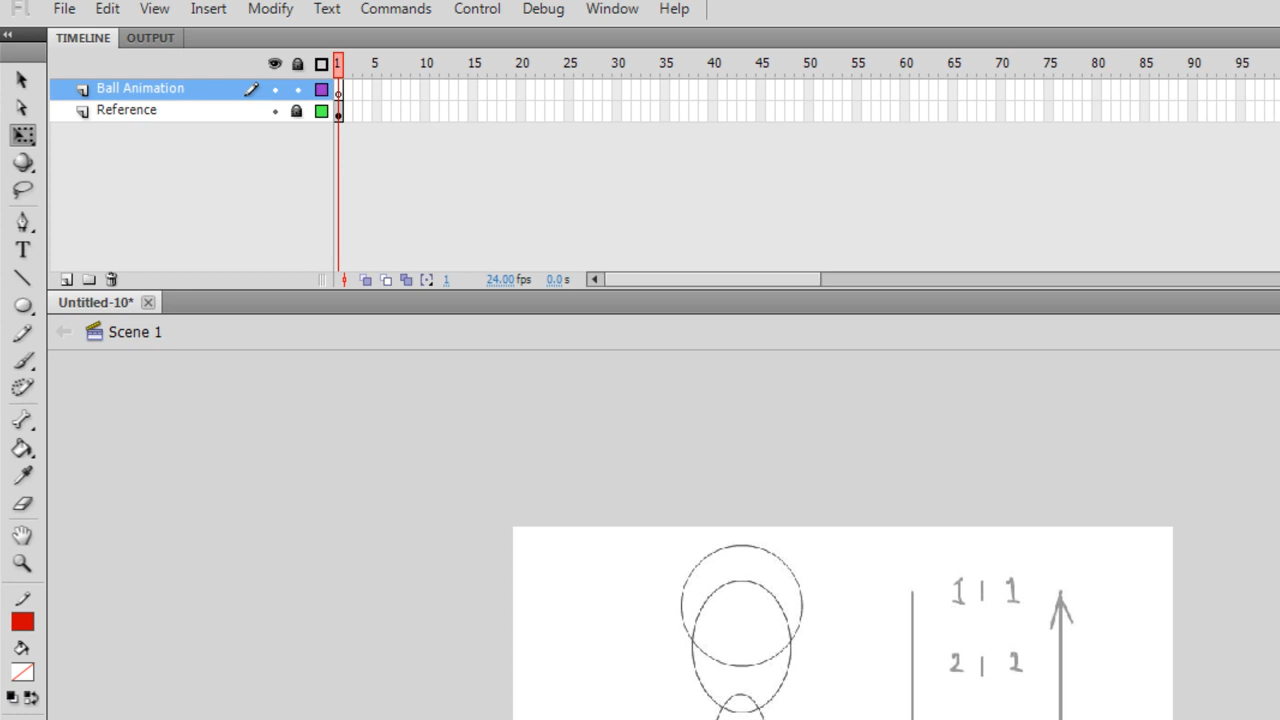 Fl File Edit View Insert Modify Text Commands Control Debug Window Help
TIMELINE OUTPUT
1 5 10 15 20 25 30 35 40 45 50 55 60 65 70 75 80 85 90 95
Ball Animation
Reference
1 24.00 fps 0.0 s
Untitled-10*
Scene 1
1 | 1
2 | 2